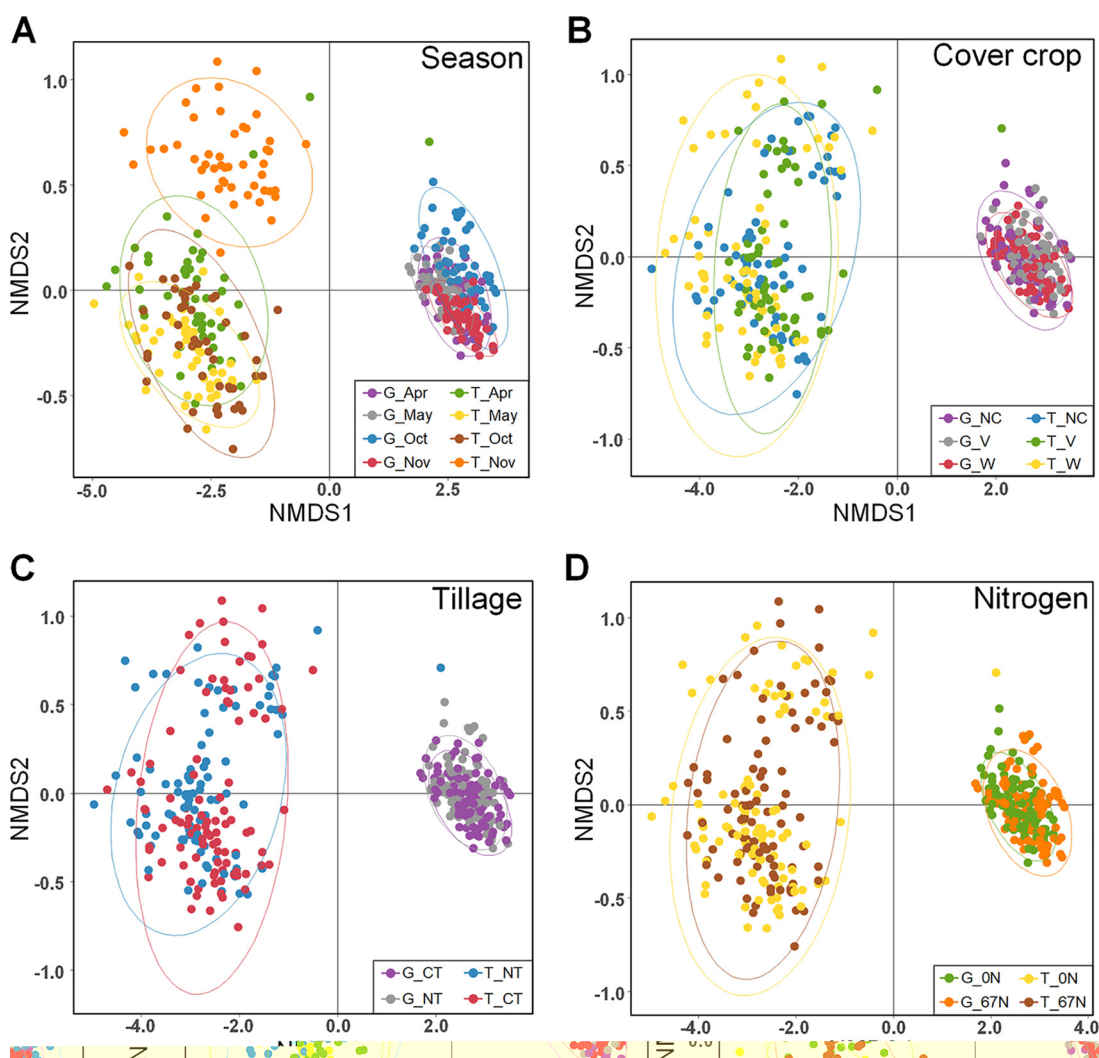 A
Season
1.0
0.5
0.0
-0.5
NMDS2
G_Apr T_Apr
G_May T_May
G_Oct T_Oct
G_Nov T_Nov
-5.0 -2.5 0.0 2.5
NMDS1
B
Cover crop
1.0
0.5
0.0
-0.5
-1.0
NMDS2
G_NC T_NC
G_V T_V
G_W T_W
-4.0 -2.0 0.0 2.0
NMDS1
C
Tillage
1.0
0.5
0.0
-0.5
-1.0
NMDS2
G_CT T_NT
G_NT T_CT
-4.0 -2.0 0.0 2.0
D
Nitrogen
1.0
0.5
0.0
-0.5
-1.0
NMDS2
G_0N T_0N
G_67N T_67N
-4.0 -2.0 0.0 2.0 4.0